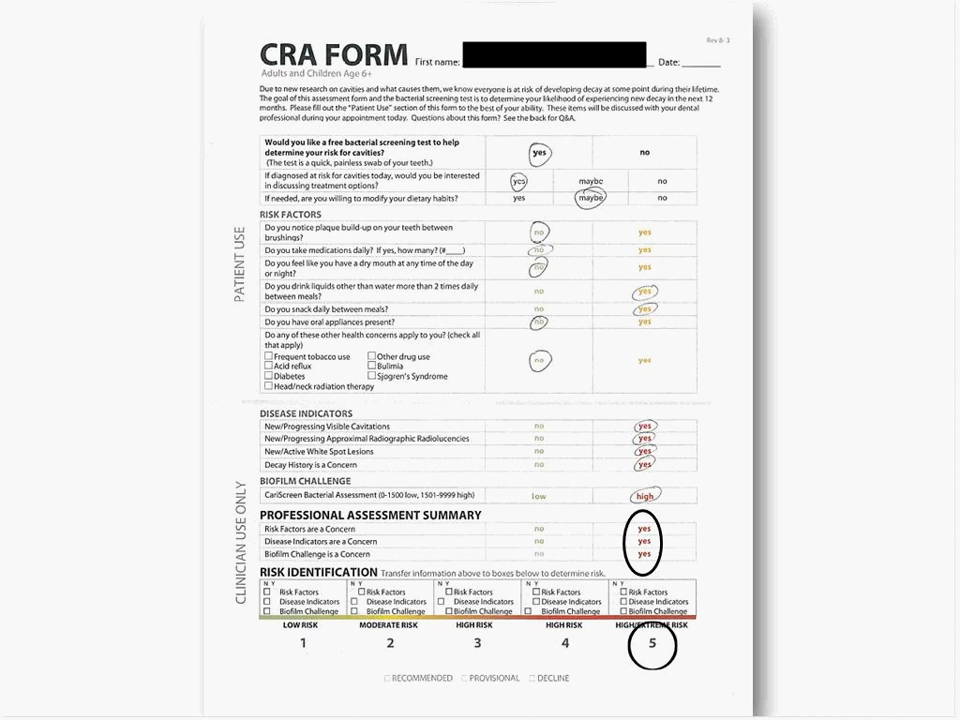 Rev 8- 3
CRA FORM First name: Date:
Adults and Children Age 6+
Due to new research on cavities and what causes them, we know everyone is at risk of developing decay at some point during their lifetime.
The goal of this assessment form and the bacterial screening test is to determine your likelihood of experiencing new decay in the next 12
months. Please fill out the "Patient Use" section of this form to the best of your ability. These items will be discussed with your dental
professional during your appointment today. Questions about this form? See the back for Q&A.
PATIENT USE
Would you like a free bacterial screening test to help
determine your risk for cavities? yes no
(The test is a quick, painless swab of your teeth.)
If diagnosed at risk for cavities today, would you be interested
in discussing treatment options? yes maybe no
If needed, are you willing to modify your dietary habits? yes maybe no
RISK FACTORS
Do you notice plaque build-up on your teeth between
brushings? no yes
Do you take medications daily? If yes, how many? (#____) no yes
Do you feel like you have a dry mouth at any time of the day
or night? no yes
Do you drink liquids other than water more than 2 times daily
between meals? no yes
Do you snack daily between meals? yes
Do you have oral appliances present? no yes
Do any of these other health concerns apply to you? (check all
that apply) no yes
Frequent tobacco use Other drug use
Acid reflux Bulimia
Diabetes Sjogren's Syndrome
Head/neck radiation therapy
CLINICIAN USE ONLY
DISEASE INDICATORS
New/Progressing Visible Cavitations no yes
New/Progressing Approximal Radiographic Radiolucencies no yes
New/Active White Spot Lesions no yes
Decay History is a Concern no yes
BIOFILM CHALLENGE
CariScreen Bacterial Assessment (0-1500 low, 1501-9999 high) low high
PROFESSIONAL ASSESSMENT SUMMARY
Risk Factors are a Concern no yes
Disease Indicators are a Concern no yes
Biofilm Challenge is a Concern no yes
RISK IDENTIFICATION Transfer information above to boxes below to determine risk.
N Y N Y N Y N Y N Y
Risk Factors Risk Factors Risk Factors Risk Factors Risk Factors
Disease Indicators Disease Indicators Disease Indicators Disease Indicators Disease Indicators
Biofilm Challenge Biofilm Challenge Biofilm Challenge Biofilm Challenge Biofilm Challenge
LOW RISK MODERATE RISK HIGH RISK HIGH RISK HIGH/EXTREME RISK
1 2 3 4 5
RECOMMENDED PROVISIONAL DECLINE